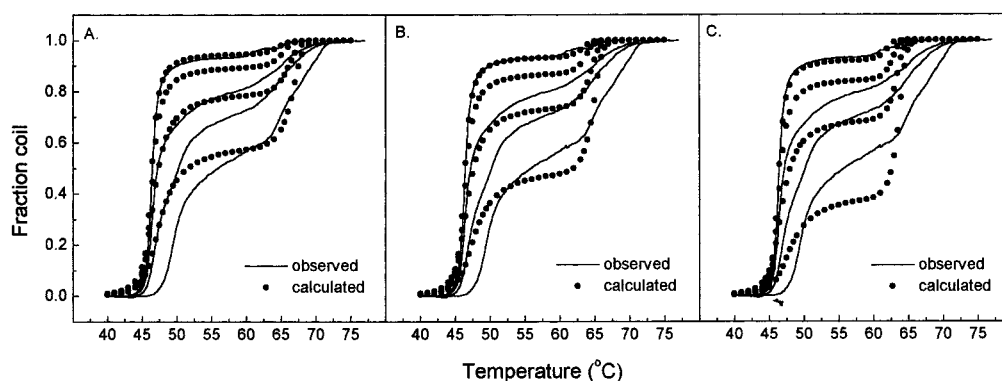 A.
B.
C.
1.0
0.8
0.6
0.4
0.2
0.0
Fraction coil
observed
calculated
observed
calculated
observed
calculated
40 45 50 55 60 65 70 75
40 45 50 55 60 65 70 75
40 45 50 55 60 65 70 75
Temperature (°C)